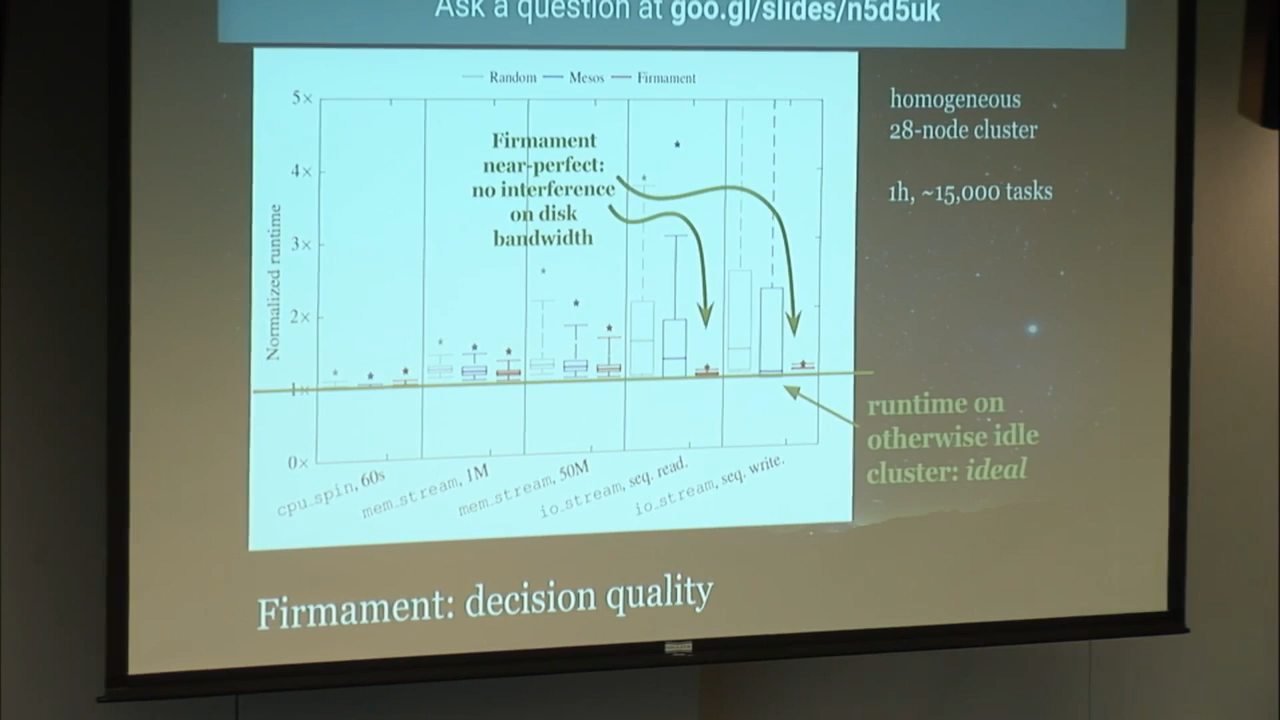 Ask a question at goo.gl/slides/n5d5uk
Random Mesos Firmament
5×
4×
3×
2×
1×
0×
Normalized runtime
Firmament
near-perfect:
no interference
on disk
bandwidth
cpu_spin, 60s
mem_stream, 1M
mem_stream, 50M
io_stream, seq. read.
io_stream, seq. write.
homogeneous
28-node cluster
1h, ~15,000 tasks
runtime on
otherwise idle
cluster: ideal
Firmament: decision quality